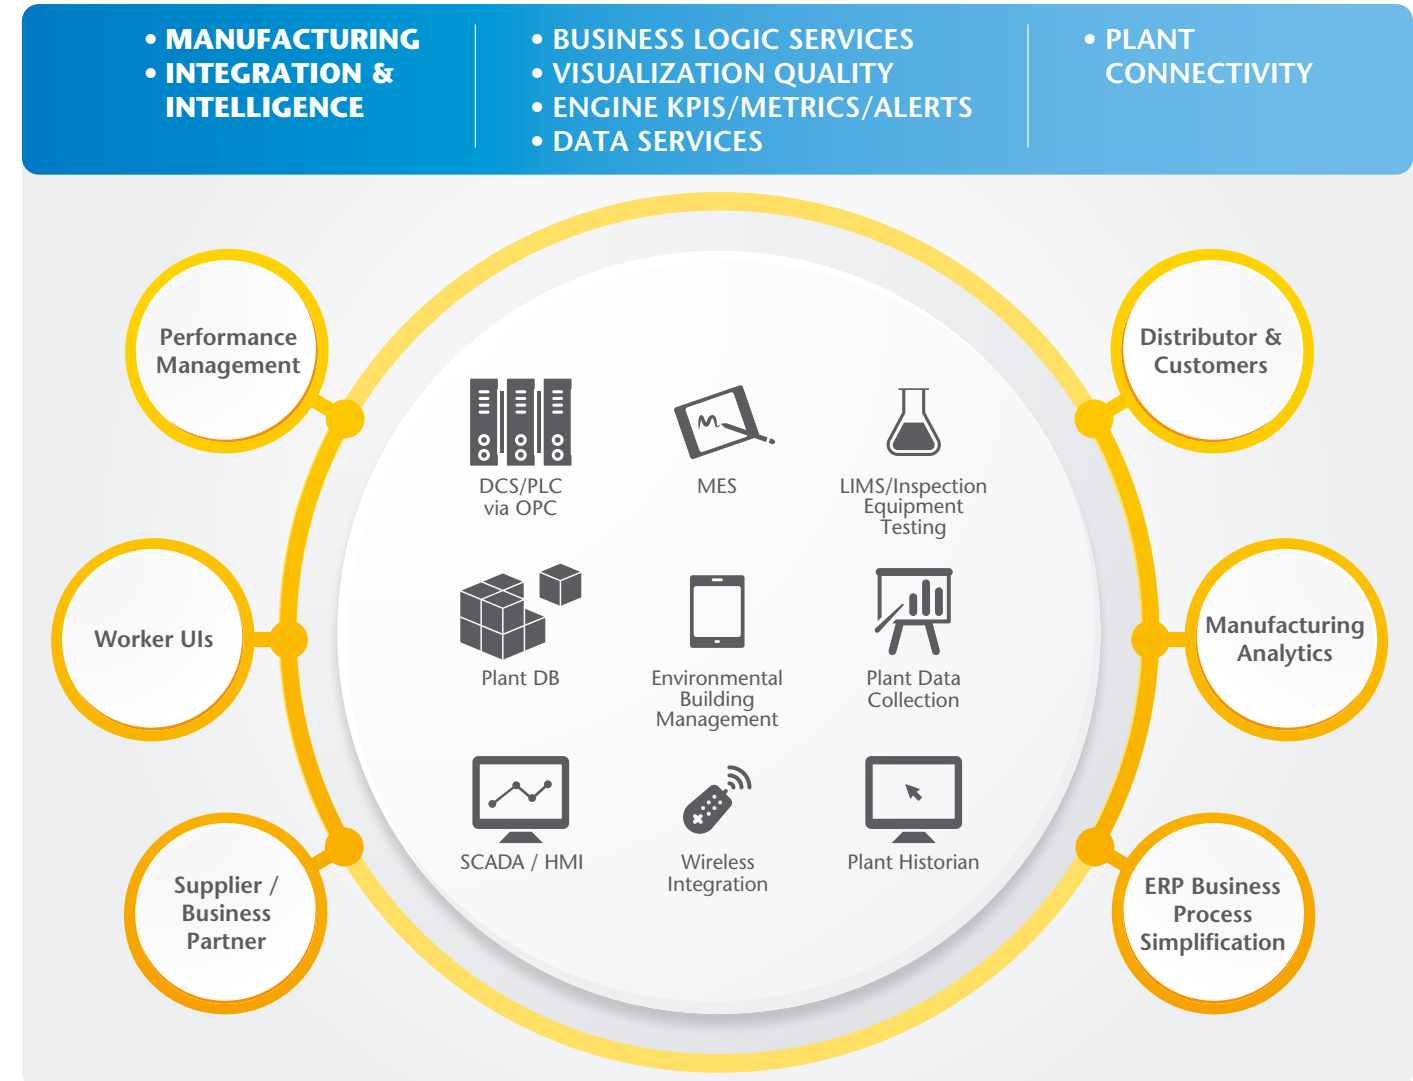 • MANUFACTURING
• INTEGRATION &
INTELLIGENCE
• BUSINESS LOGIC SERVICES
• VISUALIZATION QUALITY
• ENGINE KPIS/METRICS/ALERTS
• DATA SERVICES
• PLANT
CONNECTIVITY
Performance
Management
Worker UIs
Supplier /
Business
Partner
DCS/PLC
via OPC
MES
LIMS/Inspection
Equipment
Testing
Plant DB
Environmental
Building
Management
Plant Data
Collection
SCADA / HMI
Wireless
Integration
Plant Historian
Distributor &
Customers
Manufacturing
Analytics
ERP Business
Process
Simplification